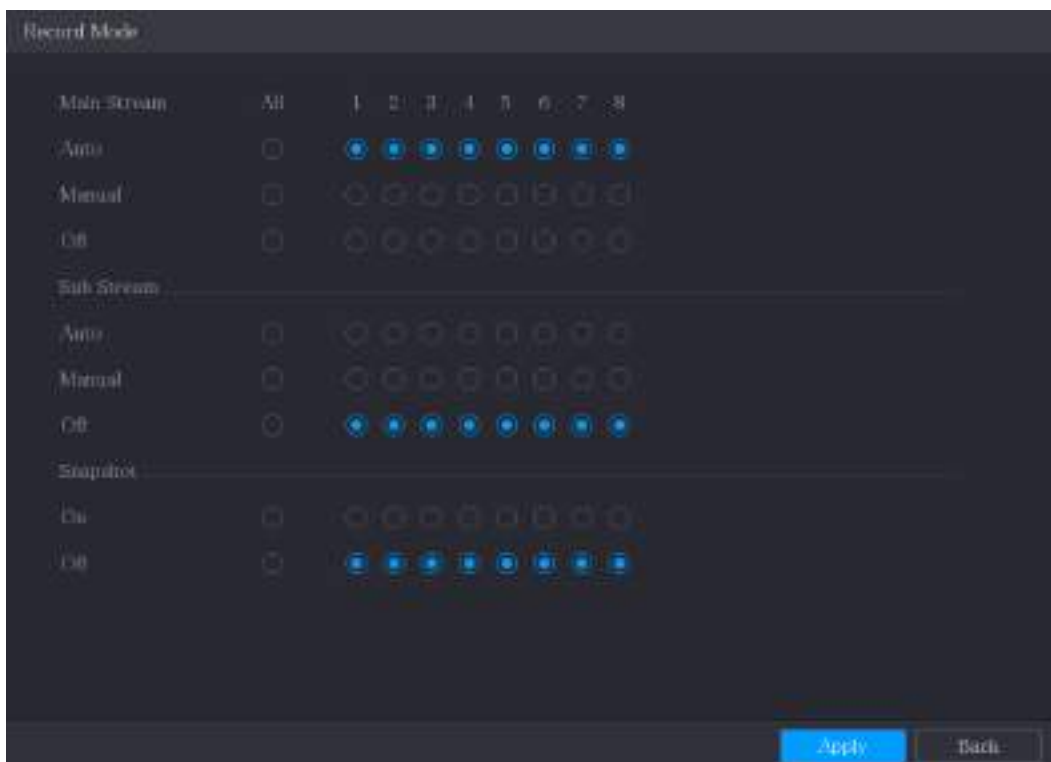 Record Mode
Main Stream All 1 2 3 4 5 6 7 8
Auto
Manual
Off
Sub Stream
Auto
Manual
Off
Snapshot
On
Off
Apply Back